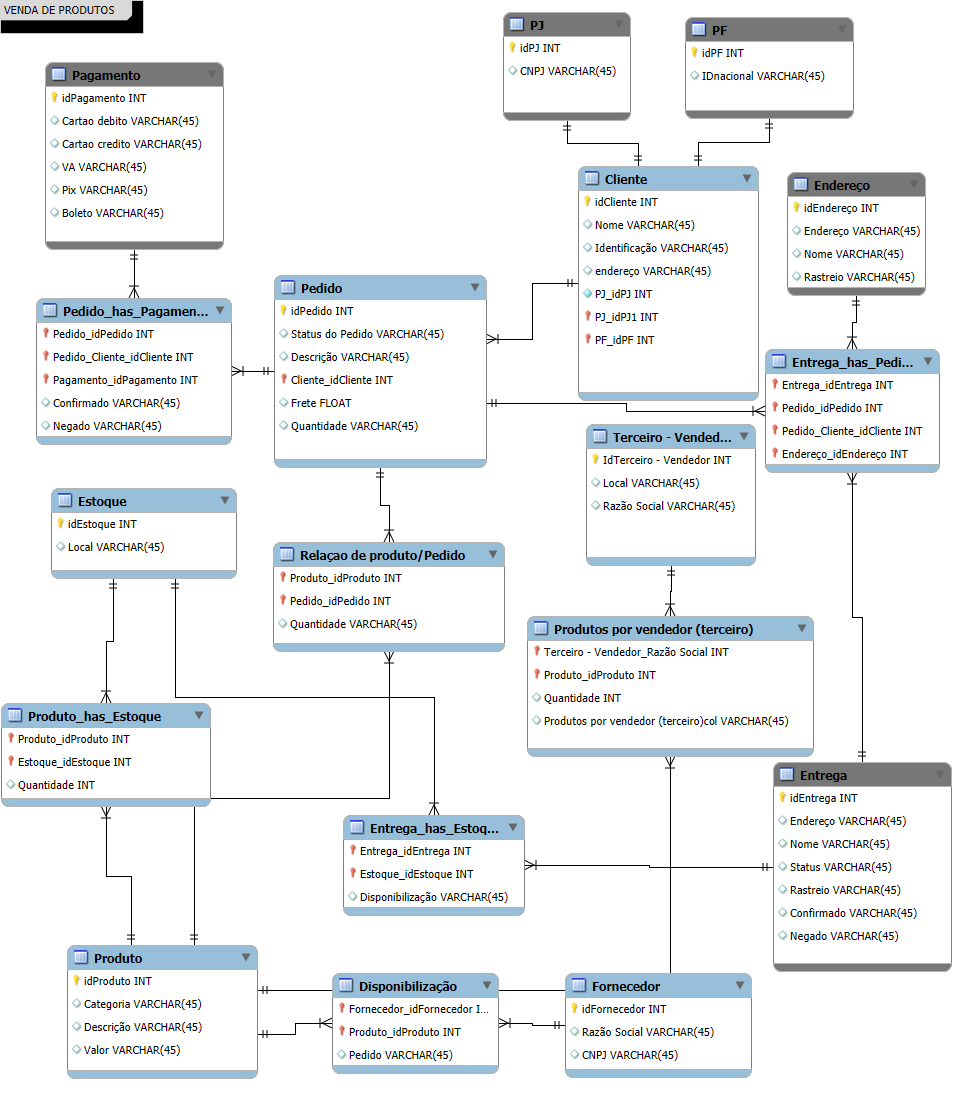 VENDA DE PRODUTOS
PJ
idPJ INT
CNPJ VARCHAR(45)
PF
idPF INT
IDnacional VARCHAR(45)
Pagamento
idPagamento INT
Cartao debito VARCHAR(45)
Cartao credito VARCHAR(45)
VA VARCHAR(45)
Pix VARCHAR(45)
Boleto VARCHAR(45)
Cliente
idCliente INT
Nome VARCHAR(45)
Identificação VARCHAR(45)
endereço VARCHAR(45)
PJ_idPJ INT
PJ_idPJ1 INT
PF_idPF INT
Endereço
idEndereço INT
Endereço VARCHAR(45)
Nome VARCHAR(45)
Rastreio VARCHAR(45)
Pedido
idPedido INT
Status do Pedido VARCHAR(45)
Descrição VARCHAR(45)
Cliente_idCliente INT
Frete FLOAT
Quantidade VARCHAR(45)
Pedido_has_Pagamen...
Pedido_idPedido INT
Pedido_Cliente_idCliente INT
Pagamento_idPagamento INT
Confirmado VARCHAR(45)
Negado VARCHAR(45)
Entrega_has_Pedi...
Entrega_idEntrega INT
Pedido_idPedido INT
Pedido_Cliente_idCliente INT
Endereço_idEndereço INT
Terceiro - Vended...
IdTerceiro - Vendedor INT
Local VARCHAR(45)
Razão Social VARCHAR(45)
Estoque
idEstoque INT
Local VARCHAR(45)
Relaçao de produto/Pedido
Produto_idProduto INT
Pedido_idPedido INT
Quantidade VARCHAR(45)
Produtos por vendedor (terceiro)
Terceiro - Vendedor_Razão Social INT
Produto_idProduto INT
Quantidade INT
Produtos por vendedor (terceiro)col VARCHAR(45)
Produto_has_Estoque
Produto_idProduto INT
Estoque_idEstoque INT
Quantidade INT
Entrega
idEntrega INT
Endereço VARCHAR(45)
Nome VARCHAR(45)
Status VARCHAR(45)
Rastreio VARCHAR(45)
Confirmado VARCHAR(45)
Negado VARCHAR(45)
Entrega_has_Estoq...
Entrega_idEntrega INT
Estoque_idEstoque INT
Disponibilização VARCHAR(45)
Produto
idProduto INT
Categoria VARCHAR(45)
Descrição VARCHAR(45)
Valor VARCHAR(45)
Disponibilização
Fornecedor_idFornecedor I...
Produto_idProduto INT
Pedido VARCHAR(45)
Fornecedor
idFornecedor INT
Razão Social VARCHAR(45)
CNPJ VARCHAR(45)